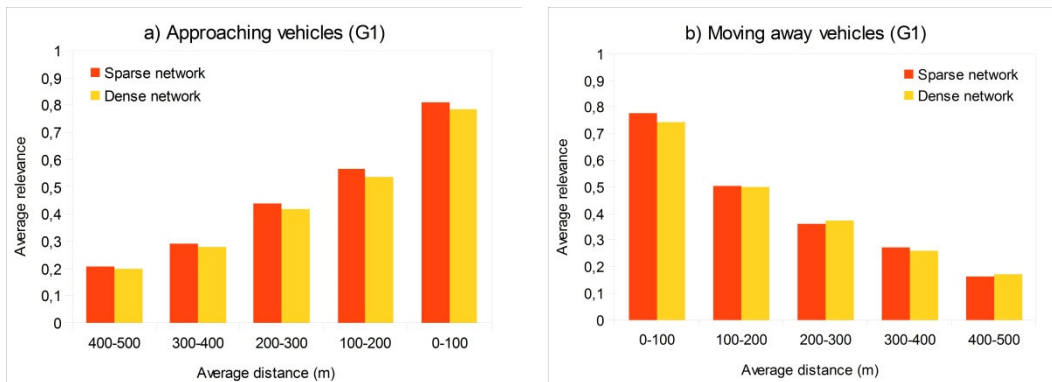 a) Approaching vehicles (G1)
1
0,9
0,8
0,7
0,6
0,5
0,4
0,3
0,2
0,1
0
Average relevance
Sparse network
Dense network
400-500 300-400 200-300 100-200 0-100
Average distance (m)
b) Moving away vehicles (G1)
1
0,9
0,8
0,7
0,6
0,5
0,4
0,3
0,2
0,1
0
Average relevance
Sparse network
Dense network
0-100 100-200 200-300 300-400 400-500
Average distance (m)